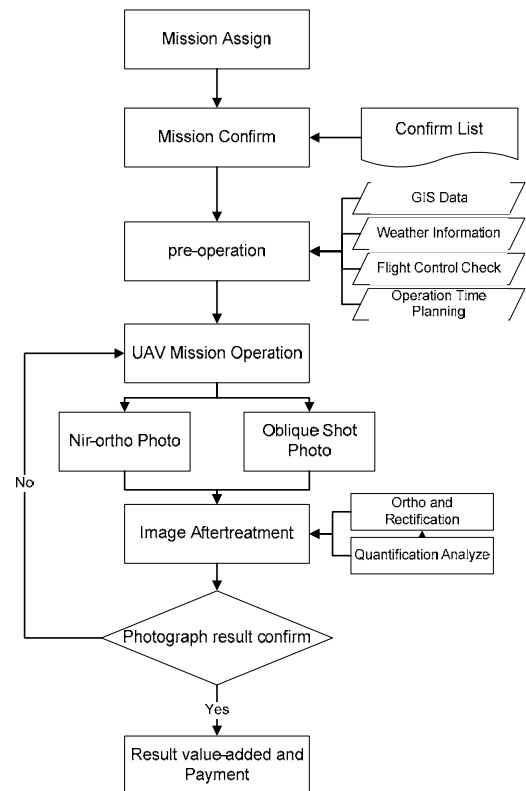 Mission Assign
Mission Confirm
Confirm List
pre-operation
GIS Data
Weather Information
Flight Control Check
Operation Time
Planning
UAV Mission Operation
Nir-ortho Photo
Oblique Shot
Photo
No
Image Aftertreatment
Ortho and
Rectification
Quantification Analyze
Photograph result confirm
Yes
Result value-added and
Payment